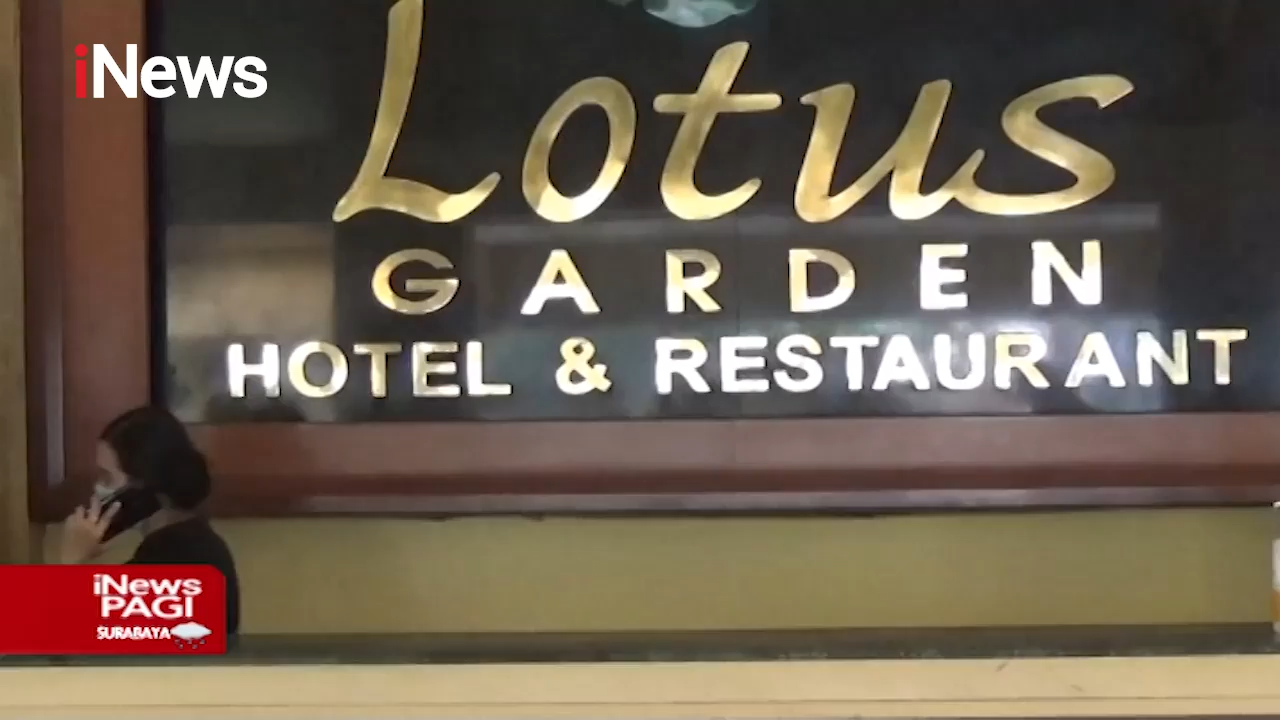 iNews
Lotus
GARDEN
HOTEL & RESTAURANT
iNews
PAGI
SURABAYA